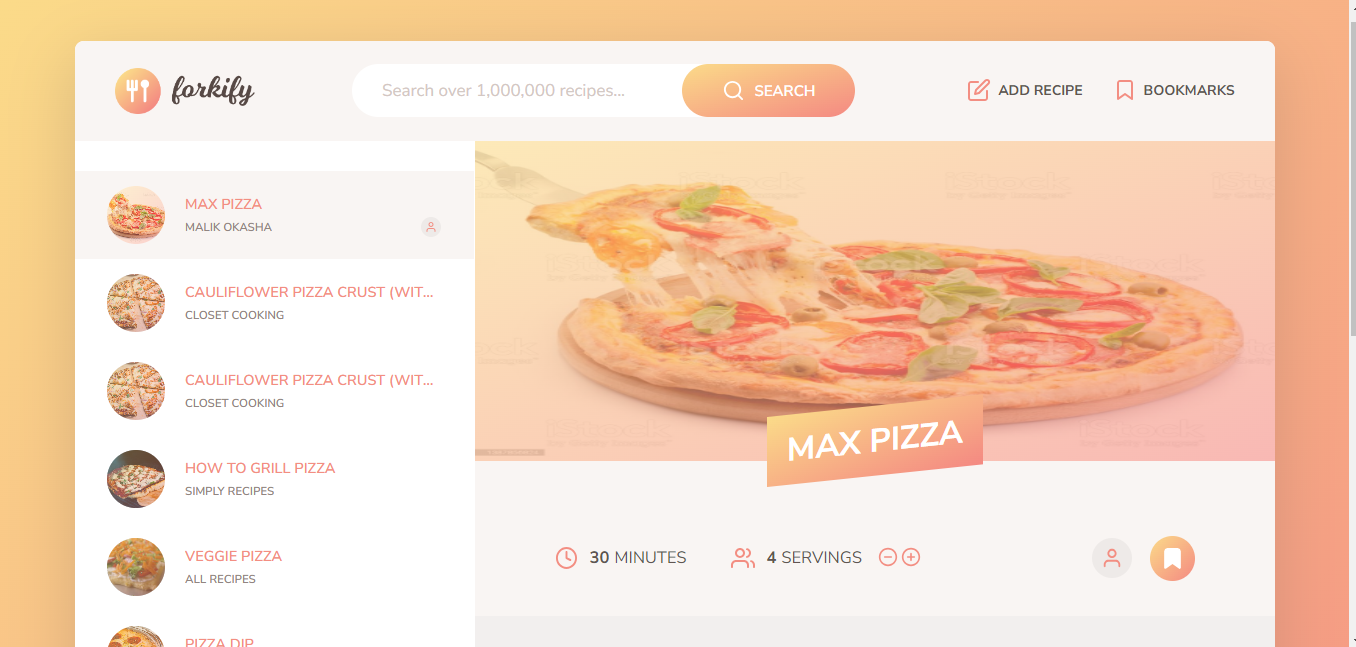 forkify
Search over 1,000,000 recipes...
SEARCH
ADD RECIPE
BOOKMARKS
MAX PIZZA
MALIK OKASHA
CAULIFLOWER PIZZA CRUST (WIT...
CLOSET COOKING
CAULIFLOWER PIZZA CRUST (WIT...
CLOSET COOKING
HOW TO GRILL PIZZA
SIMPLY RECIPES
VEGGIE PIZZA
ALL RECIPES
PIZZA DIP
iStock
MAX PIZZA
30 MINUTES
4 SERVINGS